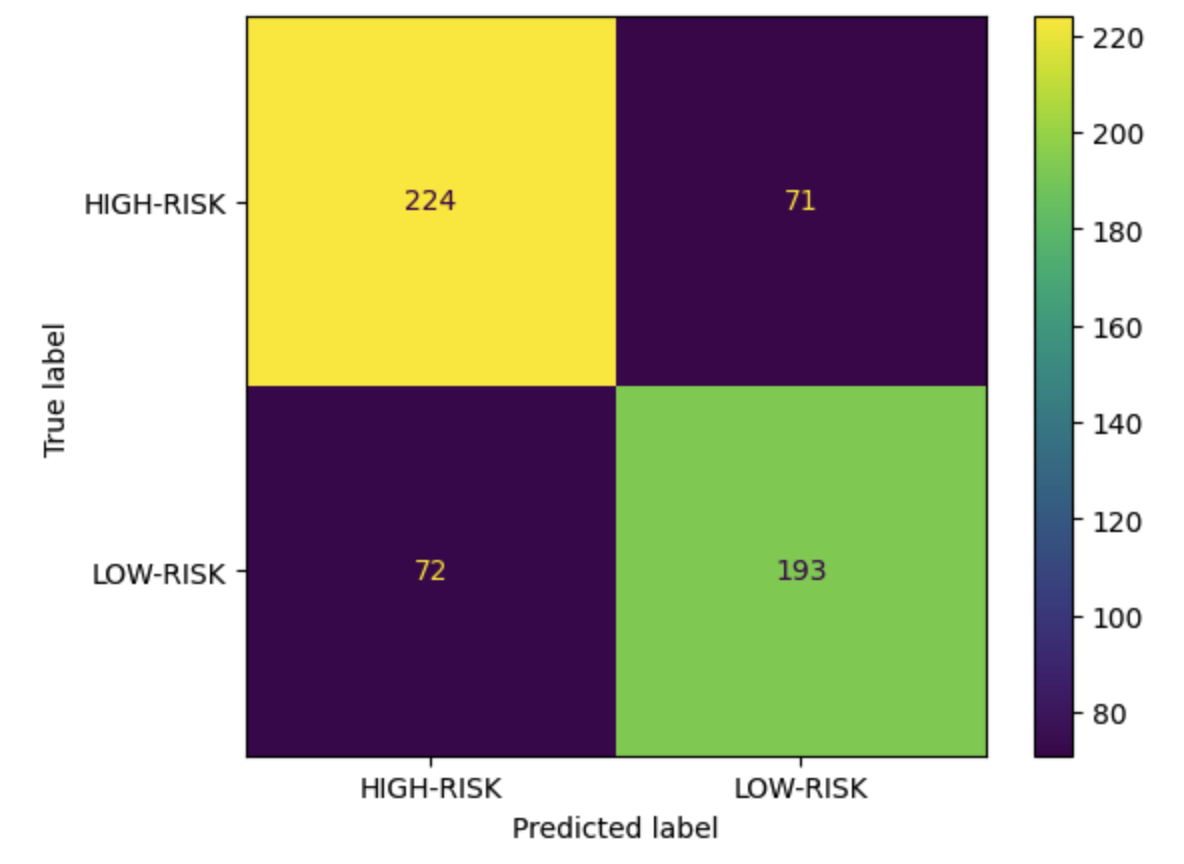 220
200
180
160
140
120
100
80
True label
HIGH-RISK
224
71
LOW-RISK
72
193
HIGH-RISK
LOW-RISK
Predicted label